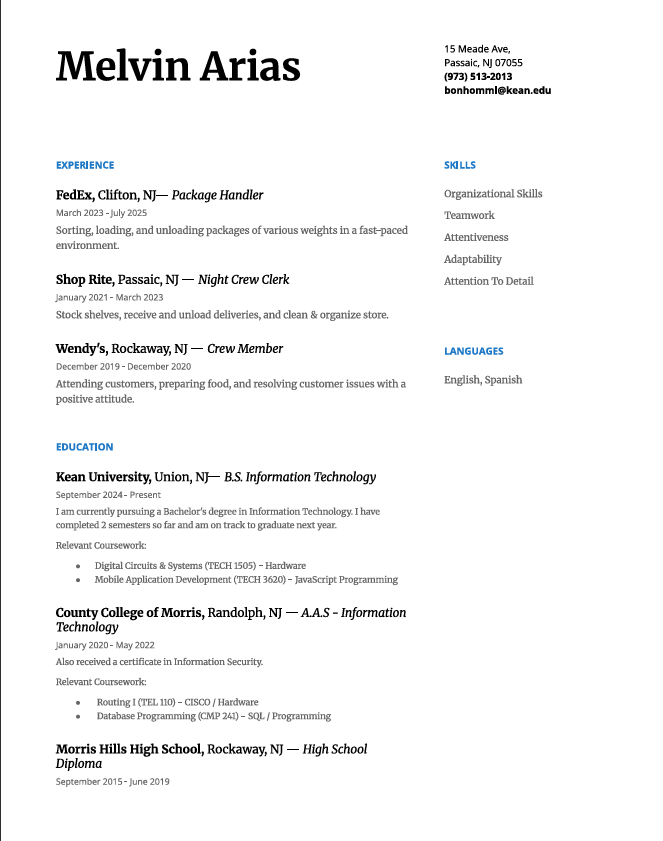 Melvin Arias
15 Meade Ave,
Passaic, NJ 07055
(973) 513-2013
bonhomml@kean.edu
EXPERIENCE
FedEx, Clifton, NJ— Package Handler
March 2023 - July 2025
Sorting, loading, and unloading packages of various weights in a fast-paced
environment.
Shop Rite, Passaic, NJ — Night Crew Clerk
January 2021 - March 2023
Stock shelves, receive and unload deliveries, and clean & organize store.
Wendy's, Rockaway, NJ — Crew Member
December 2019 - December 2020
Attending customers, preparing food, and resolving customer issues with a
positive attitude.
EDUCATION
Kean University, Union, NJ— B.S. Information Technology
September 2024 - Present
I am currently pursuing a Bachelor's degree in Information Technology. I have
completed 2 semesters so far and am on track to graduate next year.
Relevant Coursework:
● Digital Circuits & Systems (TECH 1505) - Hardware
● Mobile Application Development (TECH 3620) - JavaScript Programming
County College of Morris, Randolph, NJ — A.A.S - Information
Technology
January 2020 - May 2022
Also received a certificate in Information Security.
Relevant Coursework:
● Routing I (TEL 110) - CISCO / Hardware
● Database Programming (CMP 241) - SQL / Programming
Morris Hills High School, Rockaway, NJ — High School
Diploma
September 2015 - June 2019
SKILLS
Organizational Skills
Teamwork
Attentiveness
Adaptability
Attention To Detail
LANGUAGES
English, Spanish